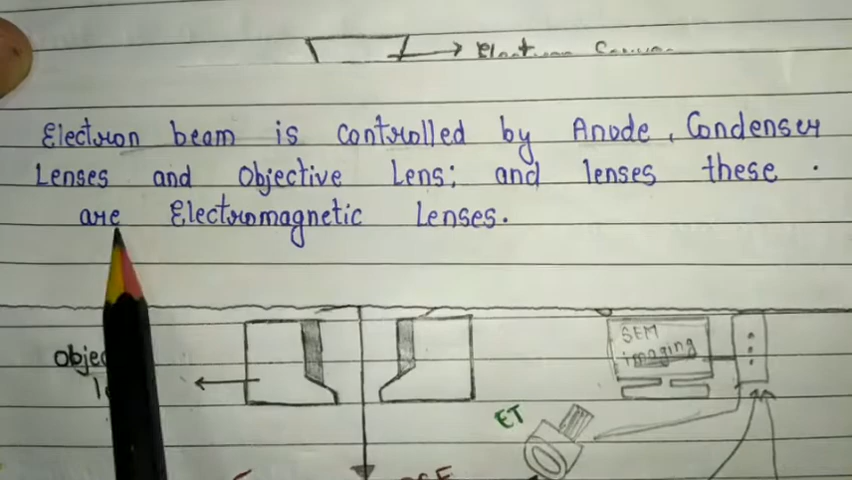 Electron
Electron beam is controlled by Anode, Condenser
Lenses and Objective Lens; and lenses these .
are Electromagnetic Lenses.
SEM
imaging
ET